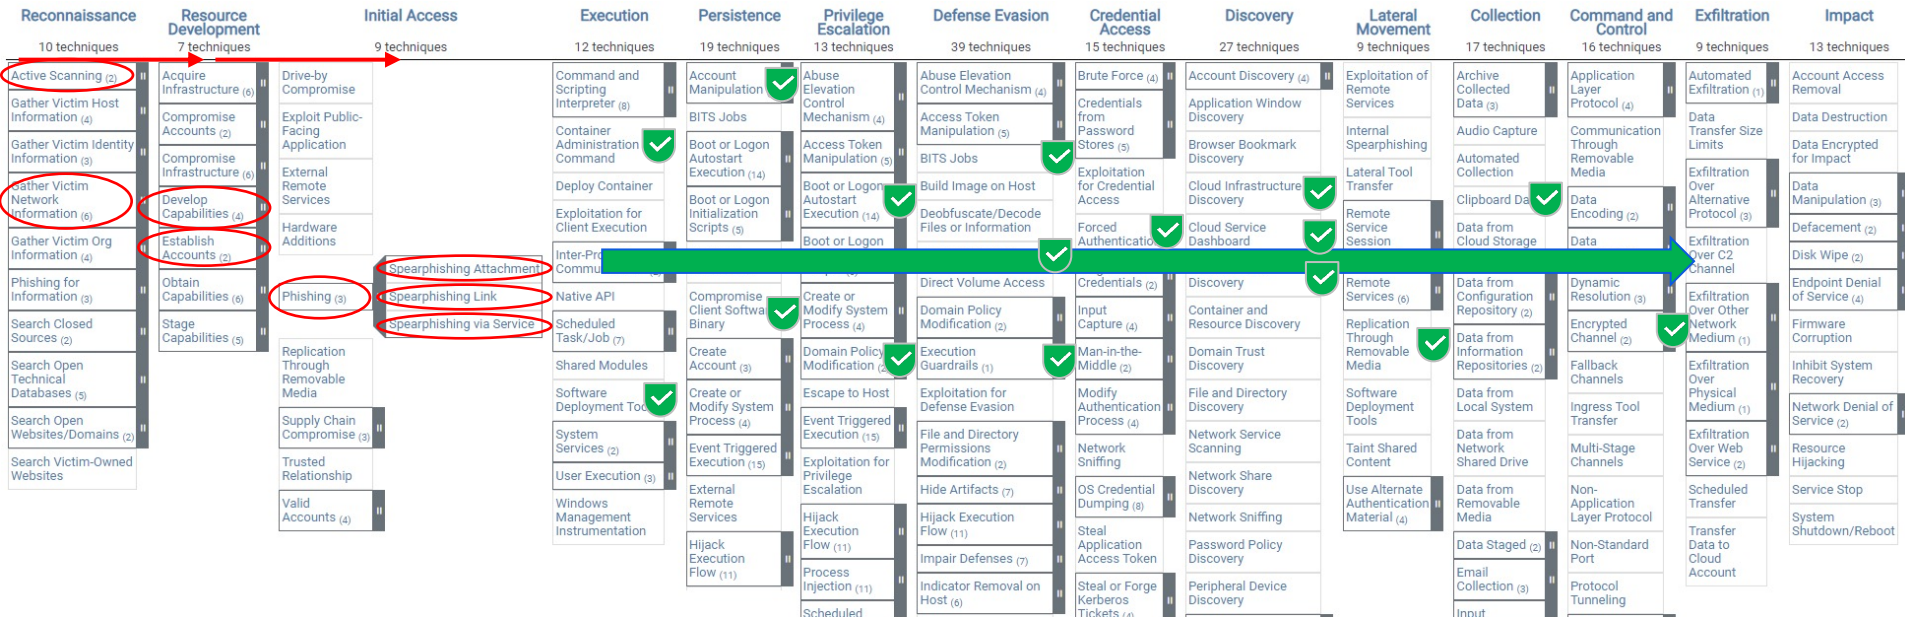 Reconnaissance
10 techniques
Active Scanning (2)
Gather Victim Host
Information (4)
Gather Victim Identity
Information (3)
Gather Victim
Network
Information (6)
Gather Victim Org
Information (4)
Phishing for
Information (3)
Search Closed
Sources (2)
Search Open
Technical
Databases (5)
Search Open
Websites/Domains (2)
Search Victim-Owned
Websites
Resource
Development
7 techniques
Acquire
Infrastructure (6)
Compromise
Accounts (2)
Compromise
Infrastructure (6)
Develop
Capabilities (4)
Establish
Accounts (2)
Obtain
Capabilities (6)
Stage
Capabilities (5)
Initial Access
9 techniques
Drive-by
Compromise
Exploit Public-
Facing
Application
External
Remote
Services
Hardware
Additions
Phishing (3)
Spearphishing Attachment
Spearphishing Link
Spearphishing via Service
Replication
Through
Removable
Media
Supply Chain
Compromise (3)
Trusted
Relationship
Valid
Accounts (4)
Execution
12 techniques
Command and
Scripting
Interpreter (8)
Container
Administration
Command
Deploy Container
Exploitation for
Client Execution
Native API
Scheduled
Task/Job (7)
Shared Modules
Software
Deployment
System
Services (2)
User Execution (3)
Windows
Management
Instrumentation
Persistence
19 techniques
Account
Manipulation
BITS Jobs
Boot or Logon
Autostart
Execution (14)
Boot or Logon
Initialization
Scripts (5)
Compromise
Client Software
Binary
Create
Account (3)
Create or
Modify System
Process (4)
Event Triggered
Execution (15)
External
Remote
Services
Hijack
Execution
Flow (11)
Privilege
Escalation
13 techniques
Abuse
Elevation
Control
Mechanism (4)
Access Token
Manipulation (5)
Boot or Logon
Autostart
Execution (14)
Boot or Logon
Create or
Modify System
Process (4)
Domain Policy
Modification
Escape to Host
Event Triggered
Execution (15)
Exploitation for
Privilege
Escalation
Hijack
Execution
Flow (11)
Process
Injection (11)
Scheduled
Defense Evasion
39 techniques
Abuse Elevation
Control Mechanism (4)
Access Token
Manipulation (5)
BITS Jobs
Build Image on Host
Deobfuscate/Decode
Files or Information
Direct Volume Access
Domain Policy
Modification (2)
Execution
Guardrails (1)
Exploitation for
Defense Evasion
File and Directory
Permissions
Modification (2)
Hide Artifacts (7)
Hijack Execution
Flow (11)
Impair Defenses (7)
Indicator Removal on
Host (6)
Credential
Access
15 techniques
Brute Force (4)
Credentials
from
Password
Stores (5)
Exploitation
for Credential
Access
Forced
Authentication
Credentials (2)
Input
Capture (4)
Man-in-the-
Middle (2)
Modify
Authentication
Process (4)
Network
Sniffing
OS Credential
Dumping (8)
Steal
Application
Access Token
Steal or Forge
Kerberos
Tickets (4)
Discovery
27 techniques
Account Discovery (4)
Application Window
Discovery
Browser Bookmark
Discovery
Cloud Infrastructure
Discovery
Cloud Service
Dashboard
Discovery
Container and
Resource Discovery
Domain Trust
Discovery
File and Directory
Discovery
Network Service
Scanning
Network Share
Discovery
Network Sniffing
Password Policy
Discovery
Peripheral Device
Discovery
Lateral
Movement
9 techniques
Exploitation of
Remote
Services
Internal
Spearphishing
Lateral Tool
Transfer
Remote
Service
Session
Remote
Services (6)
Replication
Through
Removable
Media
Software
Deployment
Tools
Taint Shared
Content
Use Alternate
Authentication
Material (4)
Collection
17 techniques
Archive
Collected
Data (3)
Audio Capture
Automated
Collection
Clipboard
Data from
Cloud Storage
Data from
Configuration
Repository (2)
Data from
Information
Repositories (2)
Data from
Local System
Data from
Network
Shared Drive
Data from
Removable
Media
Data Staged (2)
Email
Collection (3)
Input
Command and
Control
16 techniques
Application
Layer
Protocol (4)
Communication
Through
Removable
Media
Data
Encoding (2)
Data
Dynamic
Resolution (3)
Encrypted
Channel (2)
Fallback
Channels
Ingress Tool
Transfer
Multi-Stage
Channels
Non-
Application
Layer Protocol
Non-Standard
Port
Protocol
Tunneling
Exfiltration
9 techniques
Automated
Exfiltration (1)
Data
Transfer Size
Limits
Exfiltration
Over
Alternative
Protocol (3)
Exfiltration
Over C2
Channel
Exfiltration
Over Other
Network
Medium (1)
Exfiltration
Over
Physical
Medium (1)
Exfiltration
Over Web
Service (2)
Scheduled
Transfer
Transfer
Data to
Cloud
Account
Impact
13 techniques
Account Access
Removal
Data Destruction
Data Encrypted
for Impact
Data
Manipulation (3)
Defacement (2)
Disk Wipe (2)
Endpoint Denial
of Service (4)
Firmware
Corruption
Inhibit System
Recovery
Network Denial of
Service (2)
Resource
Hijacking
Service Stop
System
Shutdown/Reboot